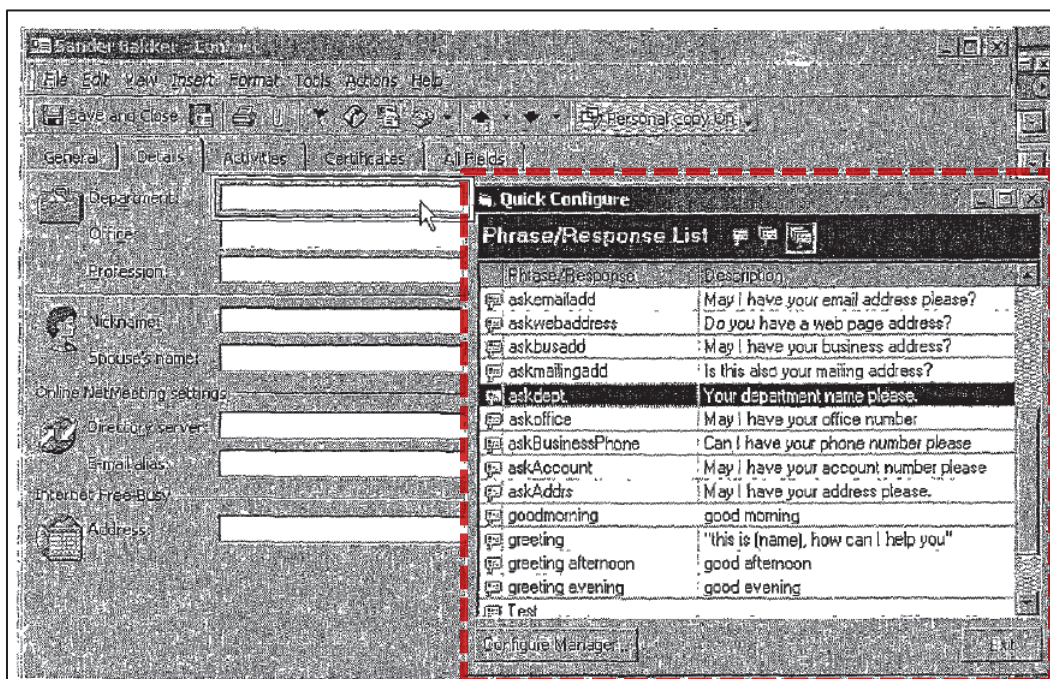 Sander Bakker - Contact
File Edit View Insert Format Tools Actions Help
Save and Close Personal Copy On
General Details Activities Certificates All Fields
Department:
Office:
Profession:
Nickname:
Spouse's name:
Online NetMeeting settings
Directory server:
E-mail alias:
Internet Free-Busy
Address:
Quick Configure
Phrase/Response List
Phrase/Response Description
askemailadd May I have your email address please?
askwebaddress Do you have a web page address?
askbusadd May I have your business address?
askmailingadd Is this also your mailing address?
askdept. Your department name please.
askoffice May I have your office number
askBusinessPhone Can I have your phone number please
askAccount May I have your account number please
askAddrs May I have your address please.
goodmorning good morning
greeting "this is (name), how can I help you"
greeting afternoon good afternoon
greeting evening good evening
Test
Configure Manager... Exit